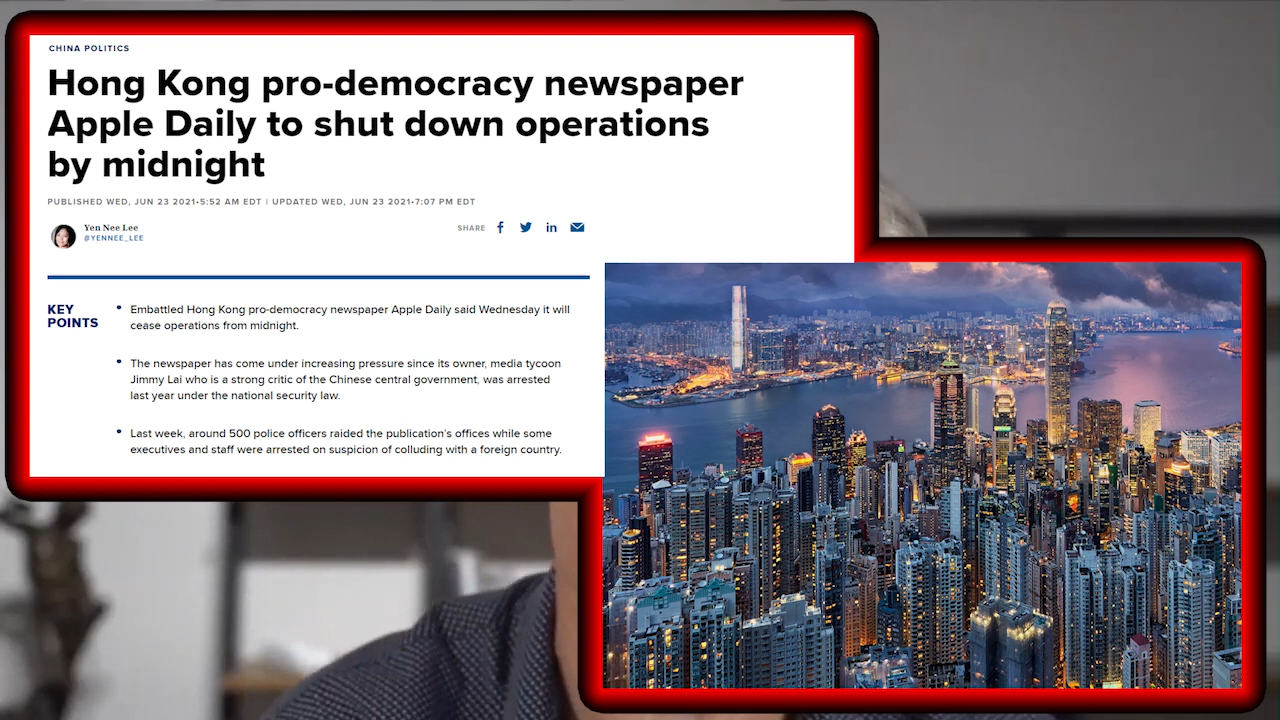 CHINA POLITICS
Hong Kong pro-democracy newspaper
Apple Daily to shut down operations
by midnight
PUBLISHED WED, JUN 23 2021•5:52 AM EDT | UPDATED WED, JUN 23 2021•7:07 PM EDT
Yen Nee Lee
@YENNEE_LEE
SHARE
KEY
POINTS
• Embattled Hong Kong pro-democracy newspaper Apple Daily said Wednesday it will
cease operations from midnight.
• The newspaper has come under increasing pressure since its owner, media tycoon
Jimmy Lai who is a strong critic of the Chinese central government, was arrested
last year under the national security law.
• Last week, around 500 police officers raided the publication's offices while some
executives and staff were arrested on suspicion of colluding with a foreign country.